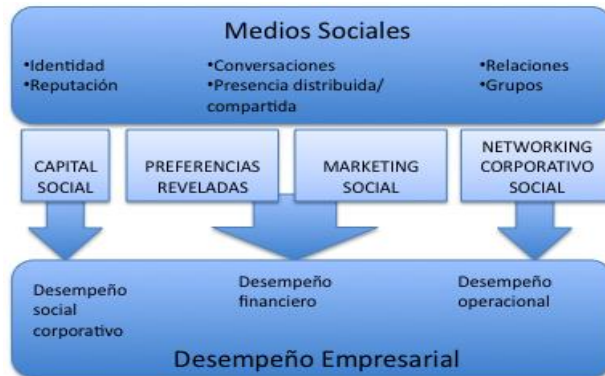 Medios Sociales
•Identidad
•Reputación
•Conversaciones
•Presencia distribuida/
compartida
•Relaciones
•Grupos
CAPITAL
SOCIAL
PREFERENCIAS
REVELADAS
MARKETING
SOCIAL
NETWORKING
CORPORATIVO
SOCIAL
Desempeño
social
corporativo
Desempeño
financiero
Desempeño
operacional
Desempeño Empresarial